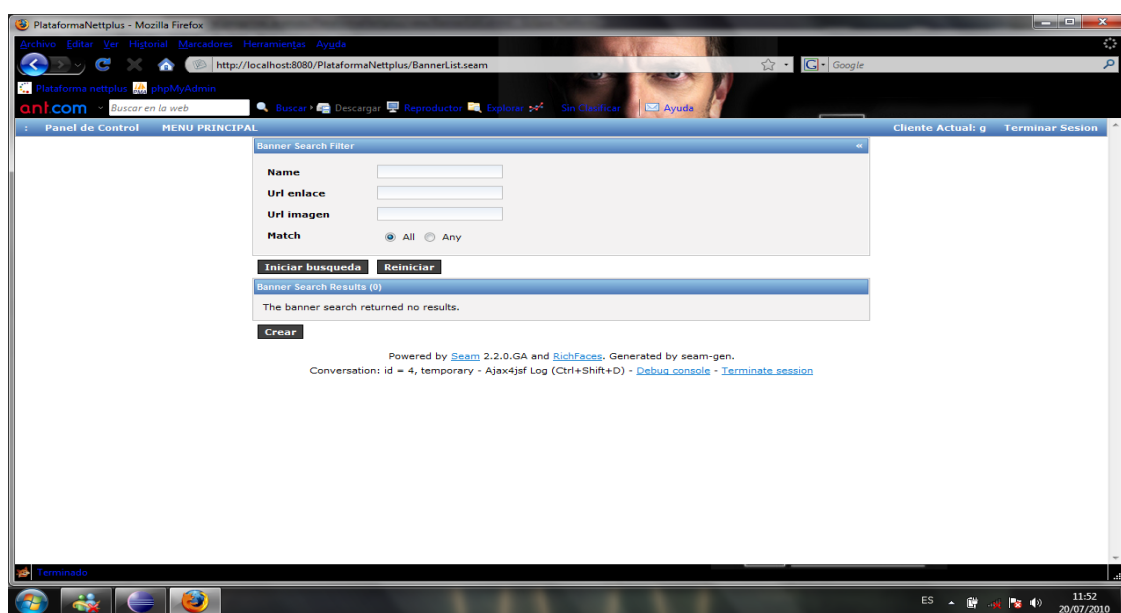 PlataformaNettplus - Mozilla Firefox
Archivo Editar Ver Historial Marcadores Herramientas Ayuda
http://localhost:8080/PlataformaNettplus/BannerList.seam
G Google
Plataforma nettplus phpMyAdmin
ant.com Buscar en la web Buscar Descargar Reproductor Explorar Sin Clasificar Ayuda
: Panel de Control MENU PRINCIPAL Cliente Actual: g Terminar Sesion
Banner Search Filter «
Name
Url enlace
Url imagen
Match All Any
Iniciar busqueda Reiniciar
Banner Search Results (0)
The banner search returned no results.
Crear
Powered by Seam 2.2.0.GA and RichFaces. Generated by seam-gen.
Conversation: id = 4, temporary - Ajax4jsf Log (Ctrl+Shift+D) - Debug console - Terminate session
Terminado
ES 11:52
20/07/2010